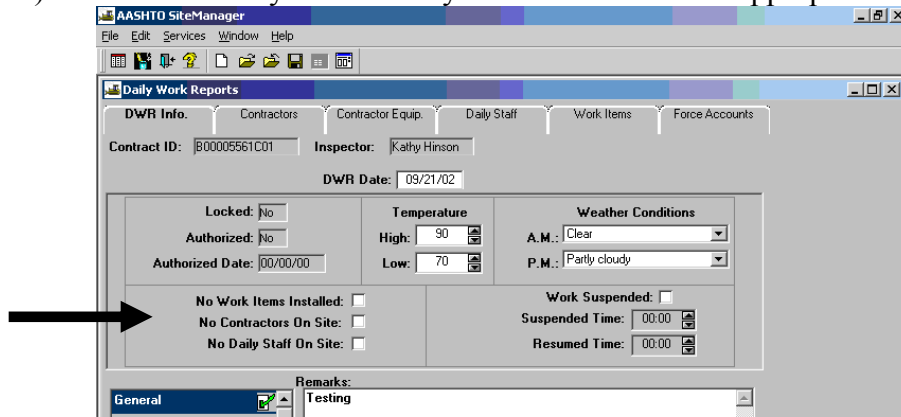 AASHTO SiteManager
File Edit Services Window Help
Daily Work Reports
DWR Info. Contractors Contractor Equip. Daily Staff Work Items Force Accounts
Contract ID: B00005561C01 Inspector: Kathy Hinson
DWR Date: 09/21/02
Locked: No Temperature Weather Conditions
Authorized: No High: 90 A.M.: Clear
Authorized Date: 00/00/00 Low: 70 P.M.: Partly cloudy
No Work Items Installed: Work Suspended:
No Contractors On Site: Suspended Time: 00:00
No Daily Staff On Site: Resumed Time: 00:00
Remarks:
General Testing